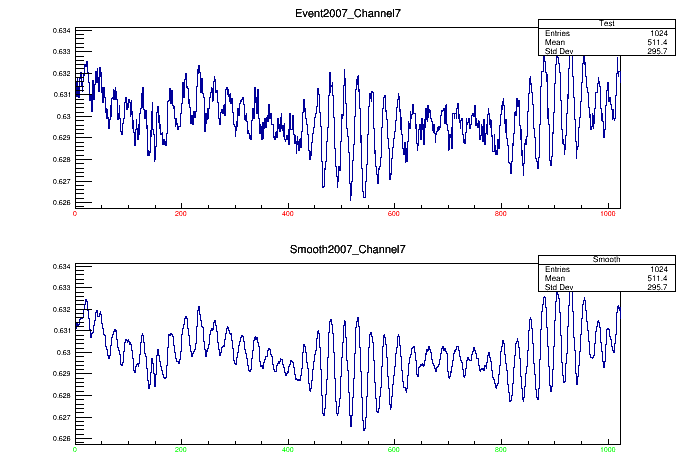 Event2007_Channel7
Test
Entries 1024
Mean 511.4
Std Dev 295.7
0.634
0.633
0.632
0.631
0.63
0.629
0.628
0.627
0.626
0 200 400 600 800 1000
Smooth2007_Channel7
Smooth
Entries 1024
Mean 511.4
Std Dev 295.7
0.634
0.633
0.632
0.631
0.63
0.629
0.628
0.627
0.626
0 200 400 600 800 1000